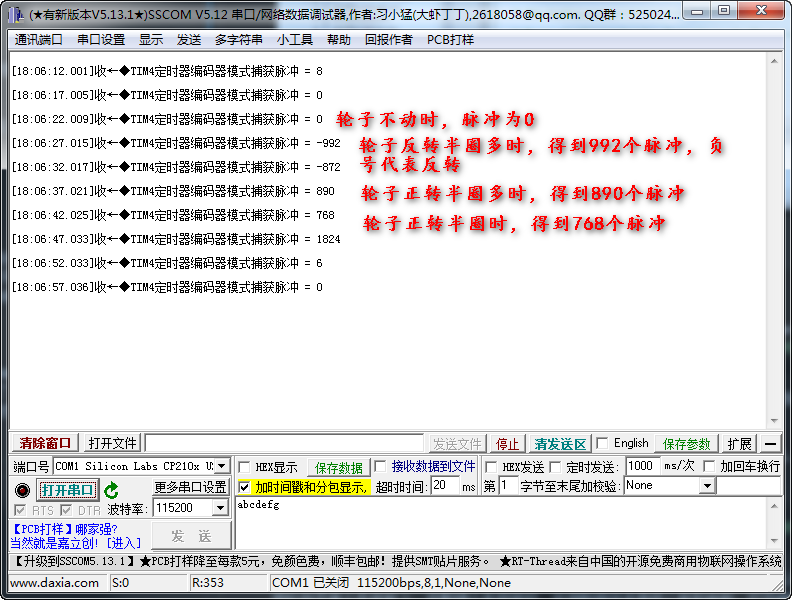 (★有新版本V5.13.1★)SSCOM V5.12 串口/网络数据调试器,作者:习小猛(大虾丁丁),2618058@qq.com. QQ群：525024...
通讯端口 串口设置 显示 发送 多字符串 小工具 帮助 回报作者 PCB打样
[18:06:12.001]收←◆TIM4定时器编码器模式捕获脉冲 = 8
[18:06:17.005]收←◆TIM4定时器编码器模式捕获脉冲 = 0
[18:06:22.009]收←◆TIM4定时器编码器模式捕获脉冲 = 0 轮子不动时，脉冲为0
[18:06:27.015]收←◆TIM4定时器编码器模式捕获脉冲 = -992 轮子反转半圈多时，得到992个脉冲，负
[18:06:32.017]收←◆TIM4定时器编码器模式捕获脉冲 = -872 号代表反转
[18:06:37.021]收←◆TIM4定时器编码器模式捕获脉冲 = 890 轮子正转半圈多时，得到890个脉冲
[18:06:42.025]收←◆TIM4定时器编码器模式捕获脉冲 = 768 轮子正转半圈时，得到768个脉冲
[18:06:47.033]收←◆TIM4定时器编码器模式捕获脉冲 = 1824
[18:06:52.033]收←◆TIM4定时器编码器模式捕获脉冲 = 6
[18:06:57.036]收←◆TIM4定时器编码器模式捕获脉冲 = 0
清除窗口 打开文件 发送文件 停止 清发送区 English 保存参数 扩展
端口号 COM1 Silicon Labs CP210x HEX显示 保存数据 接收数据到文件 HEX发送 定时发送: 1000 ms/次 加回车换行
打开串口 更多串口设置 加时间戳和分包显示, 超时时间: 20 ms 第 1 字节至末尾加校验: None
RTS DTR 波特率: 115200 abcdefg
【PCB打样】哪家强?
当然就是嘉立创! [进入] 发 送
【升级到SSCOM5.13.1】★PCB打样降至每款5元，免颜色费，顺丰包邮! 提供SMT贴片服务。 ★RT-Thread来自中国的开源免费商用物联网操作系统
www.daxia.com S:0 R:353 COM1 已关闭 115200bps,8,1,None,None